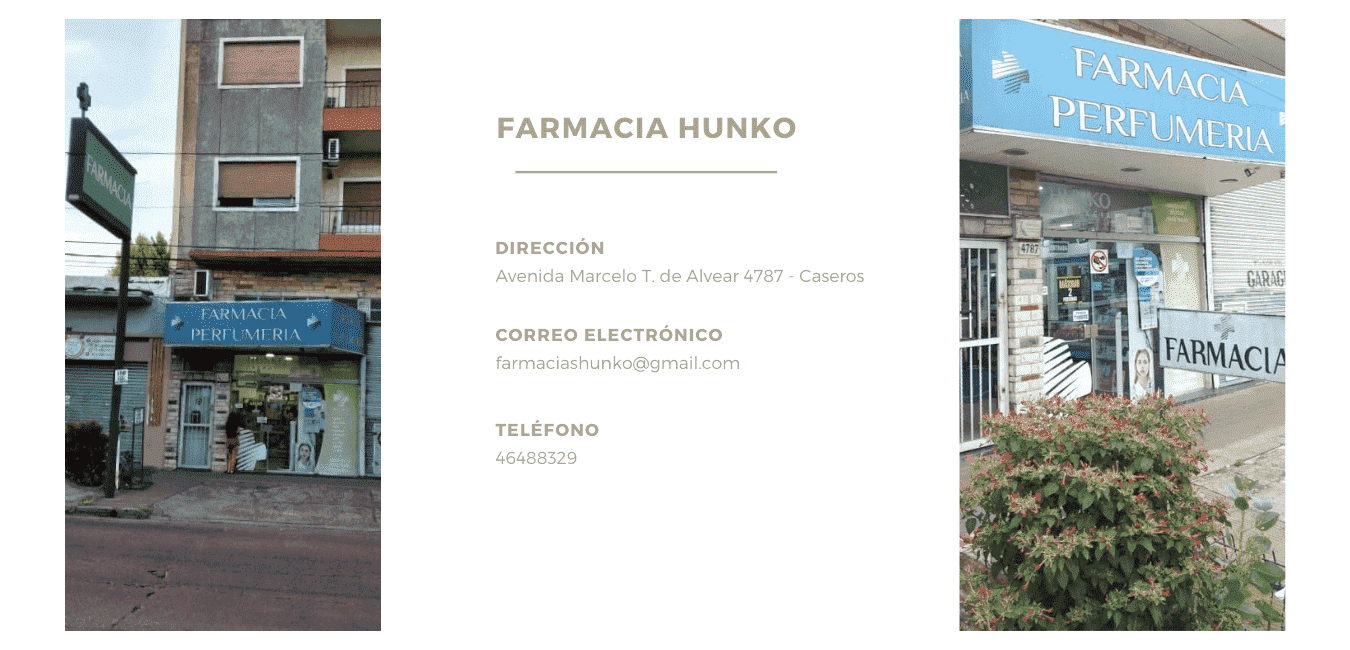 FARMACIA
FARMACIA
PERFUMERIA
FARMACIA HUNKO
DIRECCIÓN
Avenida Marcelo T. de Alvear 4787 - Caseros
CORREO ELECTRÓNICO
farmaciashunko@gmail.com
TELÉFONO
46488329
FARMACIA
PERFUMERIA
4787
FARMACIA